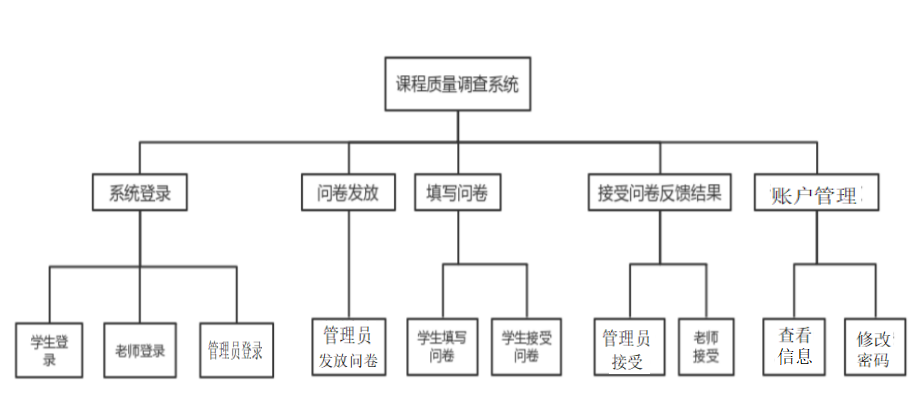 课程质量调查系统
系统登录
问卷发放
填写问卷
接受问卷反馈结果
账户管理
学生登
录
老师登录
管理员登录
管理员
发放问卷
学生填写
问卷
学生接受
问卷
管理员
接受
老师
接受
查看
信息
修改
密码